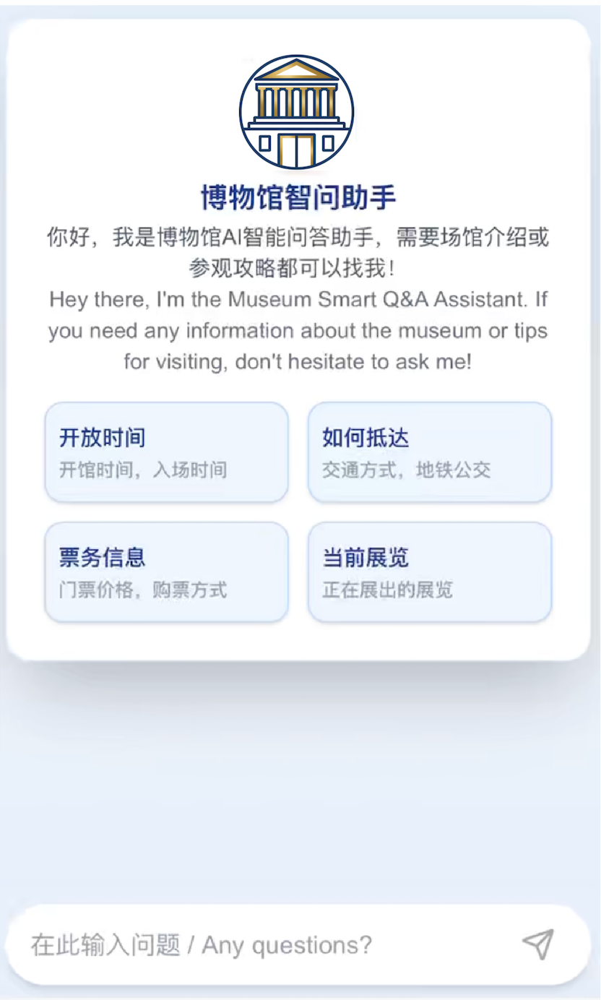 博物馆智问助手
你好，我是博物馆AI智能问答助手，需要场馆介绍或
参观攻略都可以找我！
Hey there, I'm the Museum Smart Q&A Assistant. If
you need any information about the museum or tips
for visiting, don't hesitate to ask me!
开放时间
开馆时间，入场时间
如何抵达
交通方式，地铁公交
票务信息
门票价格，购票方式
当前展览
正在展出的展览
在此输入问题 / Any questions?